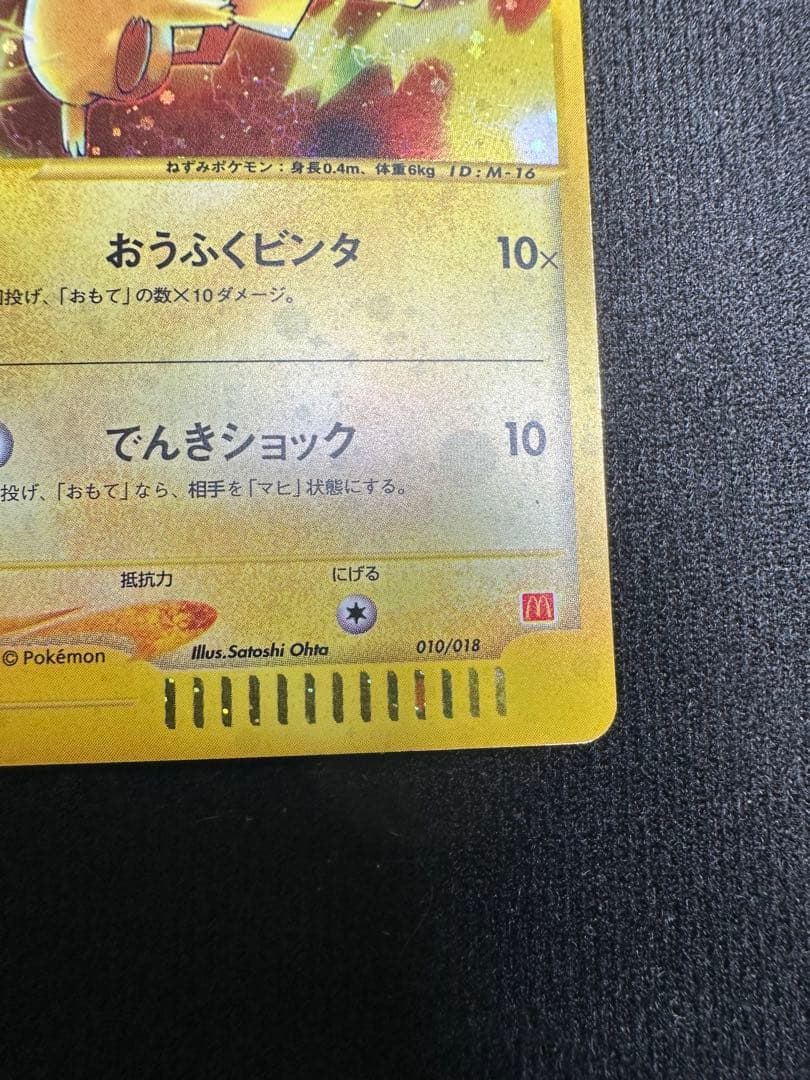 ねずみポケモン：身長0.4m、体重6kg ID:M-16
おうふくビンタ 10×
投げ、「おもて」の数×10ダメージ。
でんきショック 10
投げ、「おもて」なら、相手を「マヒ」状態にする。
抵抗力 にげる
© Pokémon Illus.Satoshi Ohta 010/018